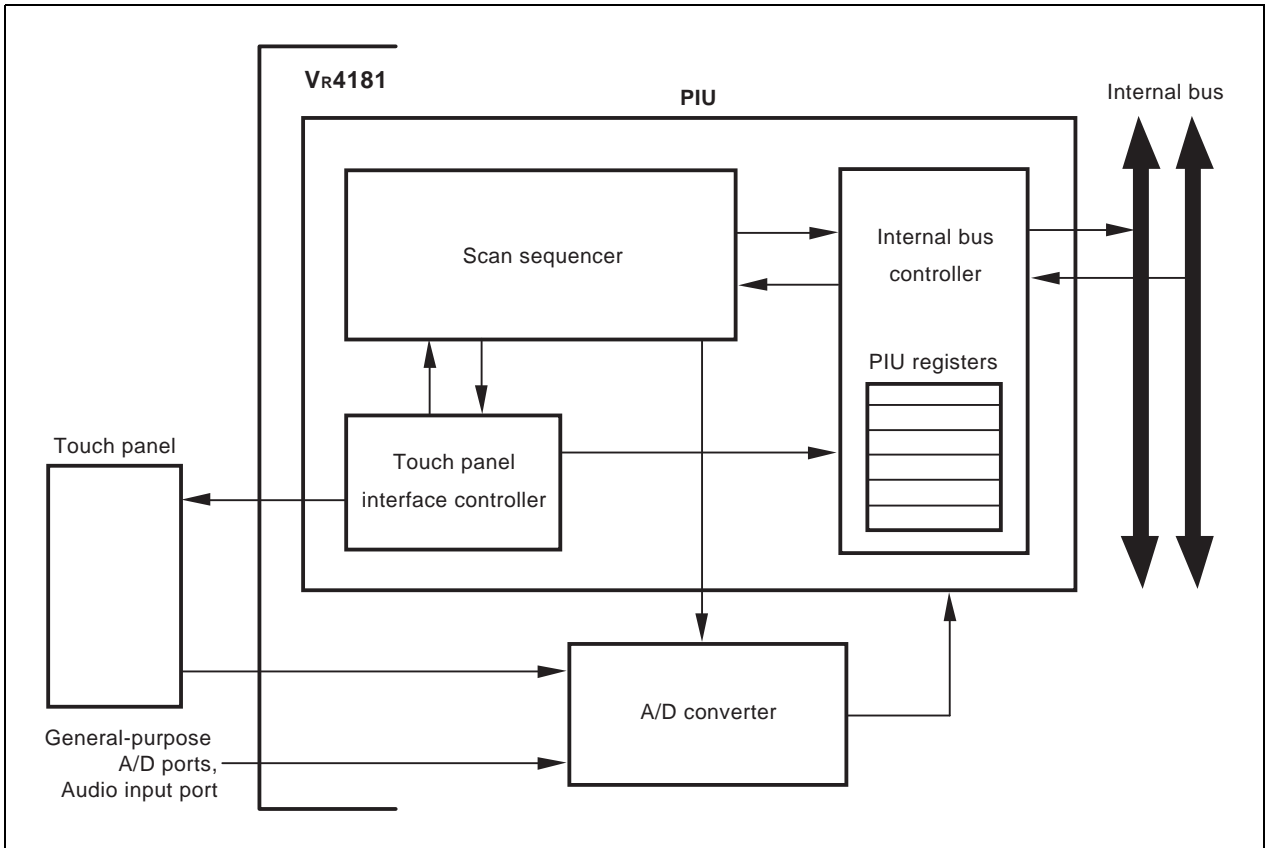 VR4181
PIU
Internal bus
Scan sequencer
Internal bus
controller
PIU registers
Touch panel
Touch panel
interface controller
A/D converter
General-purpose
A/D ports,
Audio input port